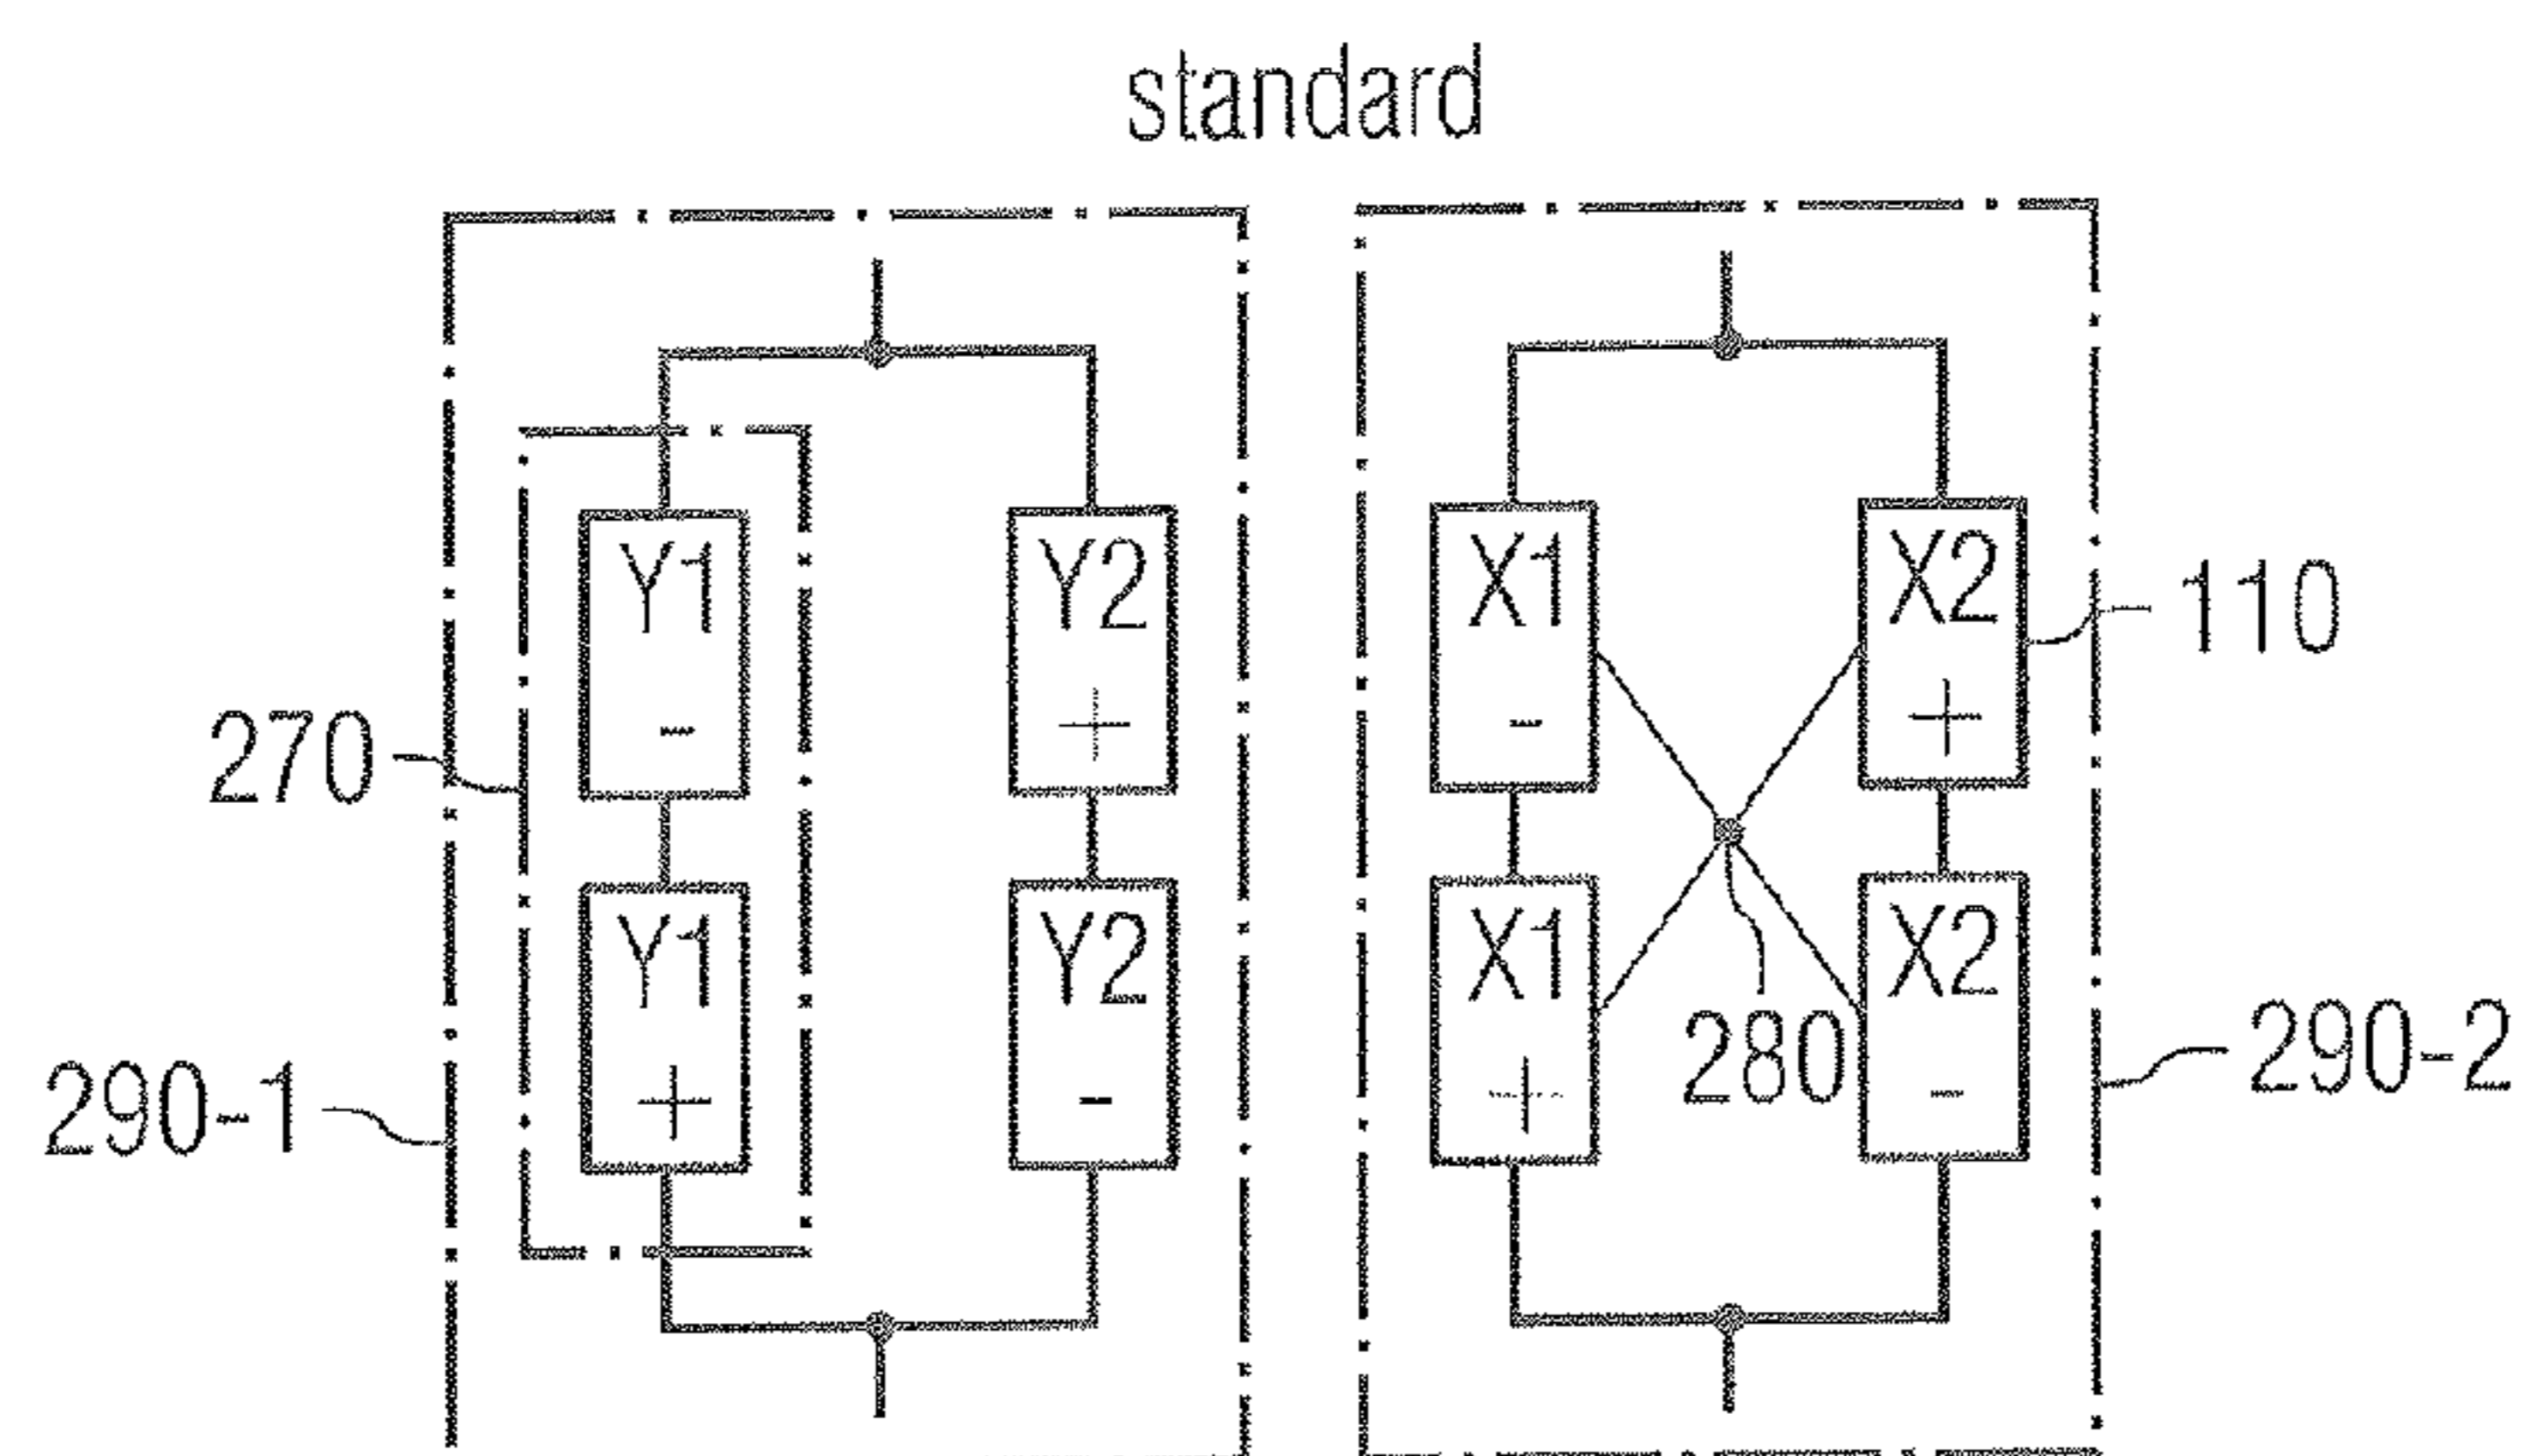 standard
Y1
-
Y2
+
X1
-
X2
+
110
270
Y1
+
Y2
-
X1
+
X2
-
280
290-1
290-2